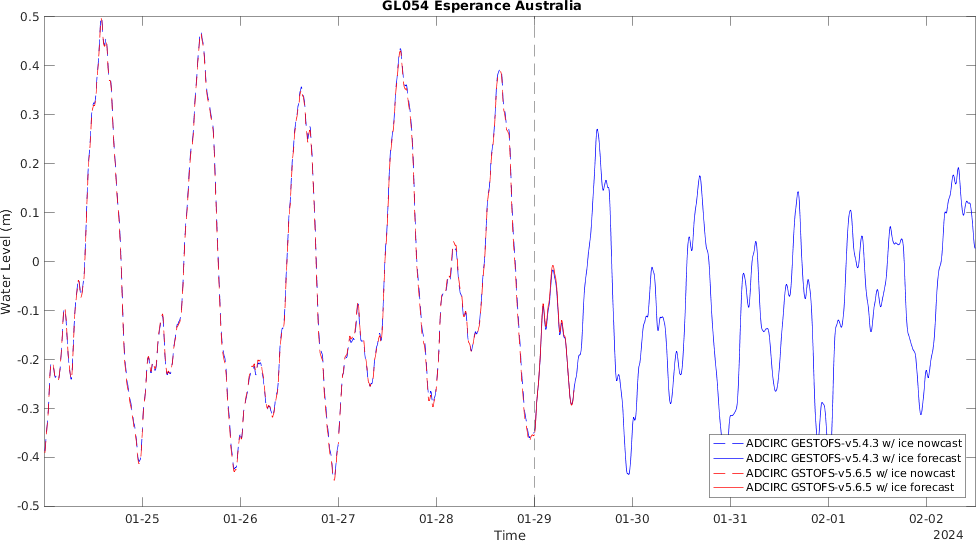 GL054 Esperance Australia
Water Level (m)
0.5
0.4
0.3
0.2
0.1
0
-0.1
-0.2
-0.3
-0.4
-0.5
ADCIRC GESTOFS-v5.4.3 w/ ice nowcast
ADCIRC GESTOFS-v5.4.3 w/ ice forecast
ADCIRC GSTOFS-v5.6.5 w/ ice nowcast
ADCIRC GSTOFS-v5.6.5 w/ ice forecast
01-25 01-26 01-27 01-28 01-29 01-30 01-31 02-01 02-02
Time
2024